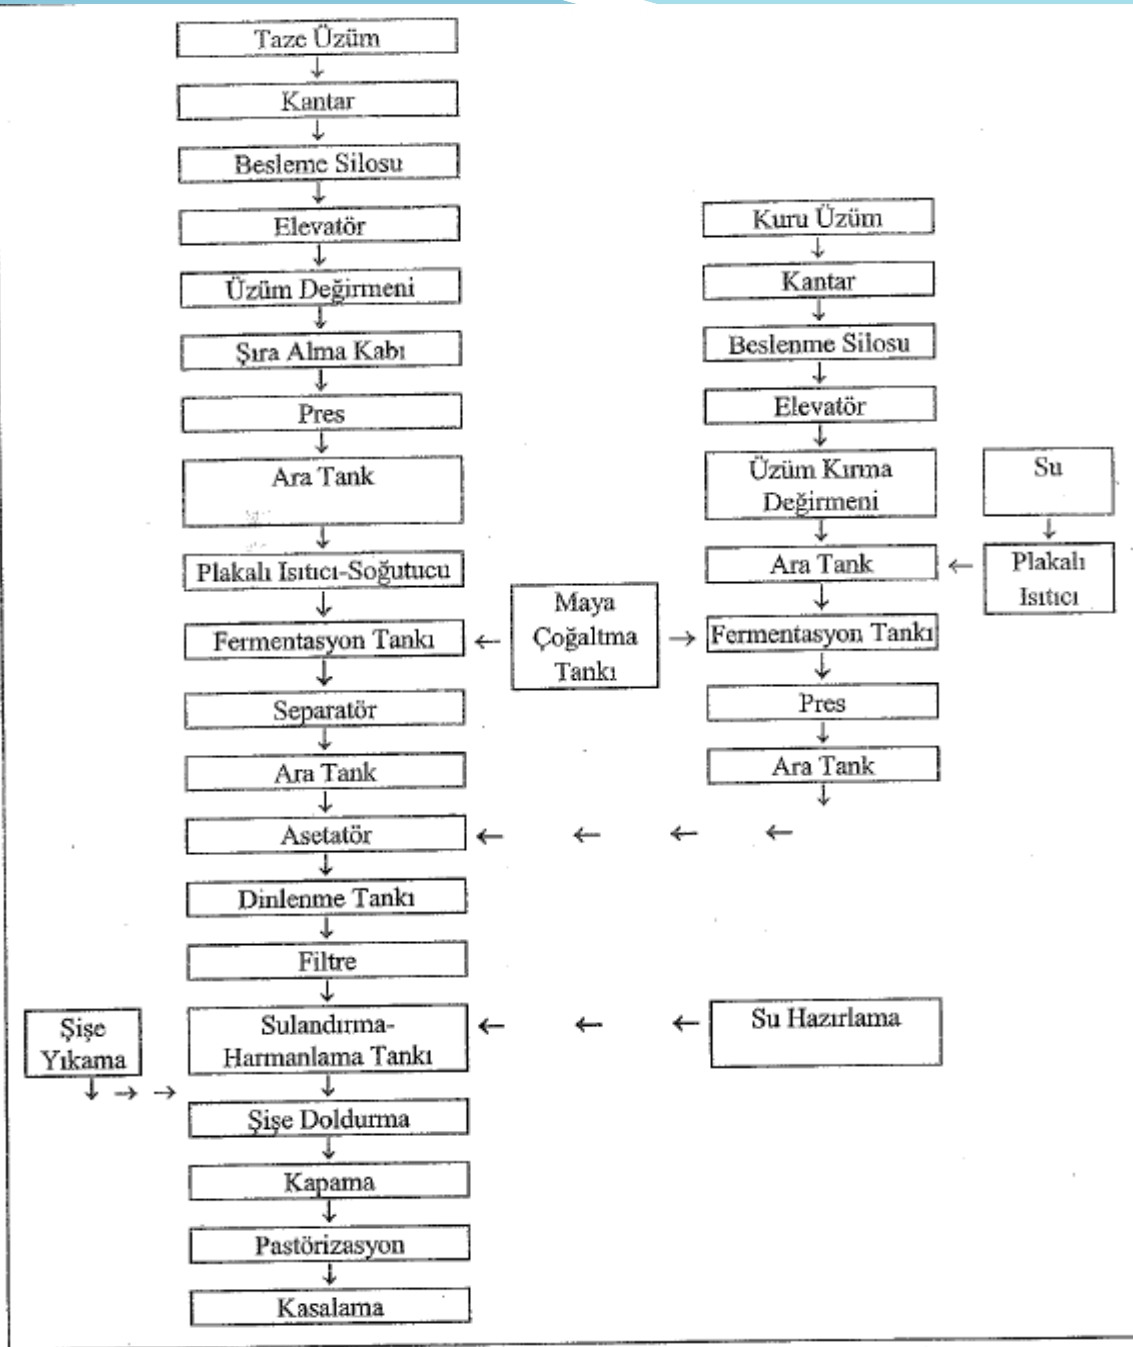 Taze Üzüm
Kantar
Besleme Silosu
Elevatör
Üzüm Değirmeni
Şıra Alma Kabı
Pres
Ara Tank
Plakalı Isıtıcı-Soğutucu
Fermentasyon Tankı
Separatör
Ara Tank
Asetatör
Dinlenme Tankı
Filtre
Sulandırma-
Harmanlama Tankı
Şişe Doldurma
Kapama
Pastörizasyon
Kasalama
Maya
Çoğaltma
Tankı
Kuru Üzüm
Kantar
Beslenme Silosu
Elevatör
Üzüm Kırma
Değirmeni
Ara Tank
Fermentasyon Tankı
Pres
Ara Tank
Su
Plakalı
Isıtıcı
Su Hazırlama
Şişe
Yıkama